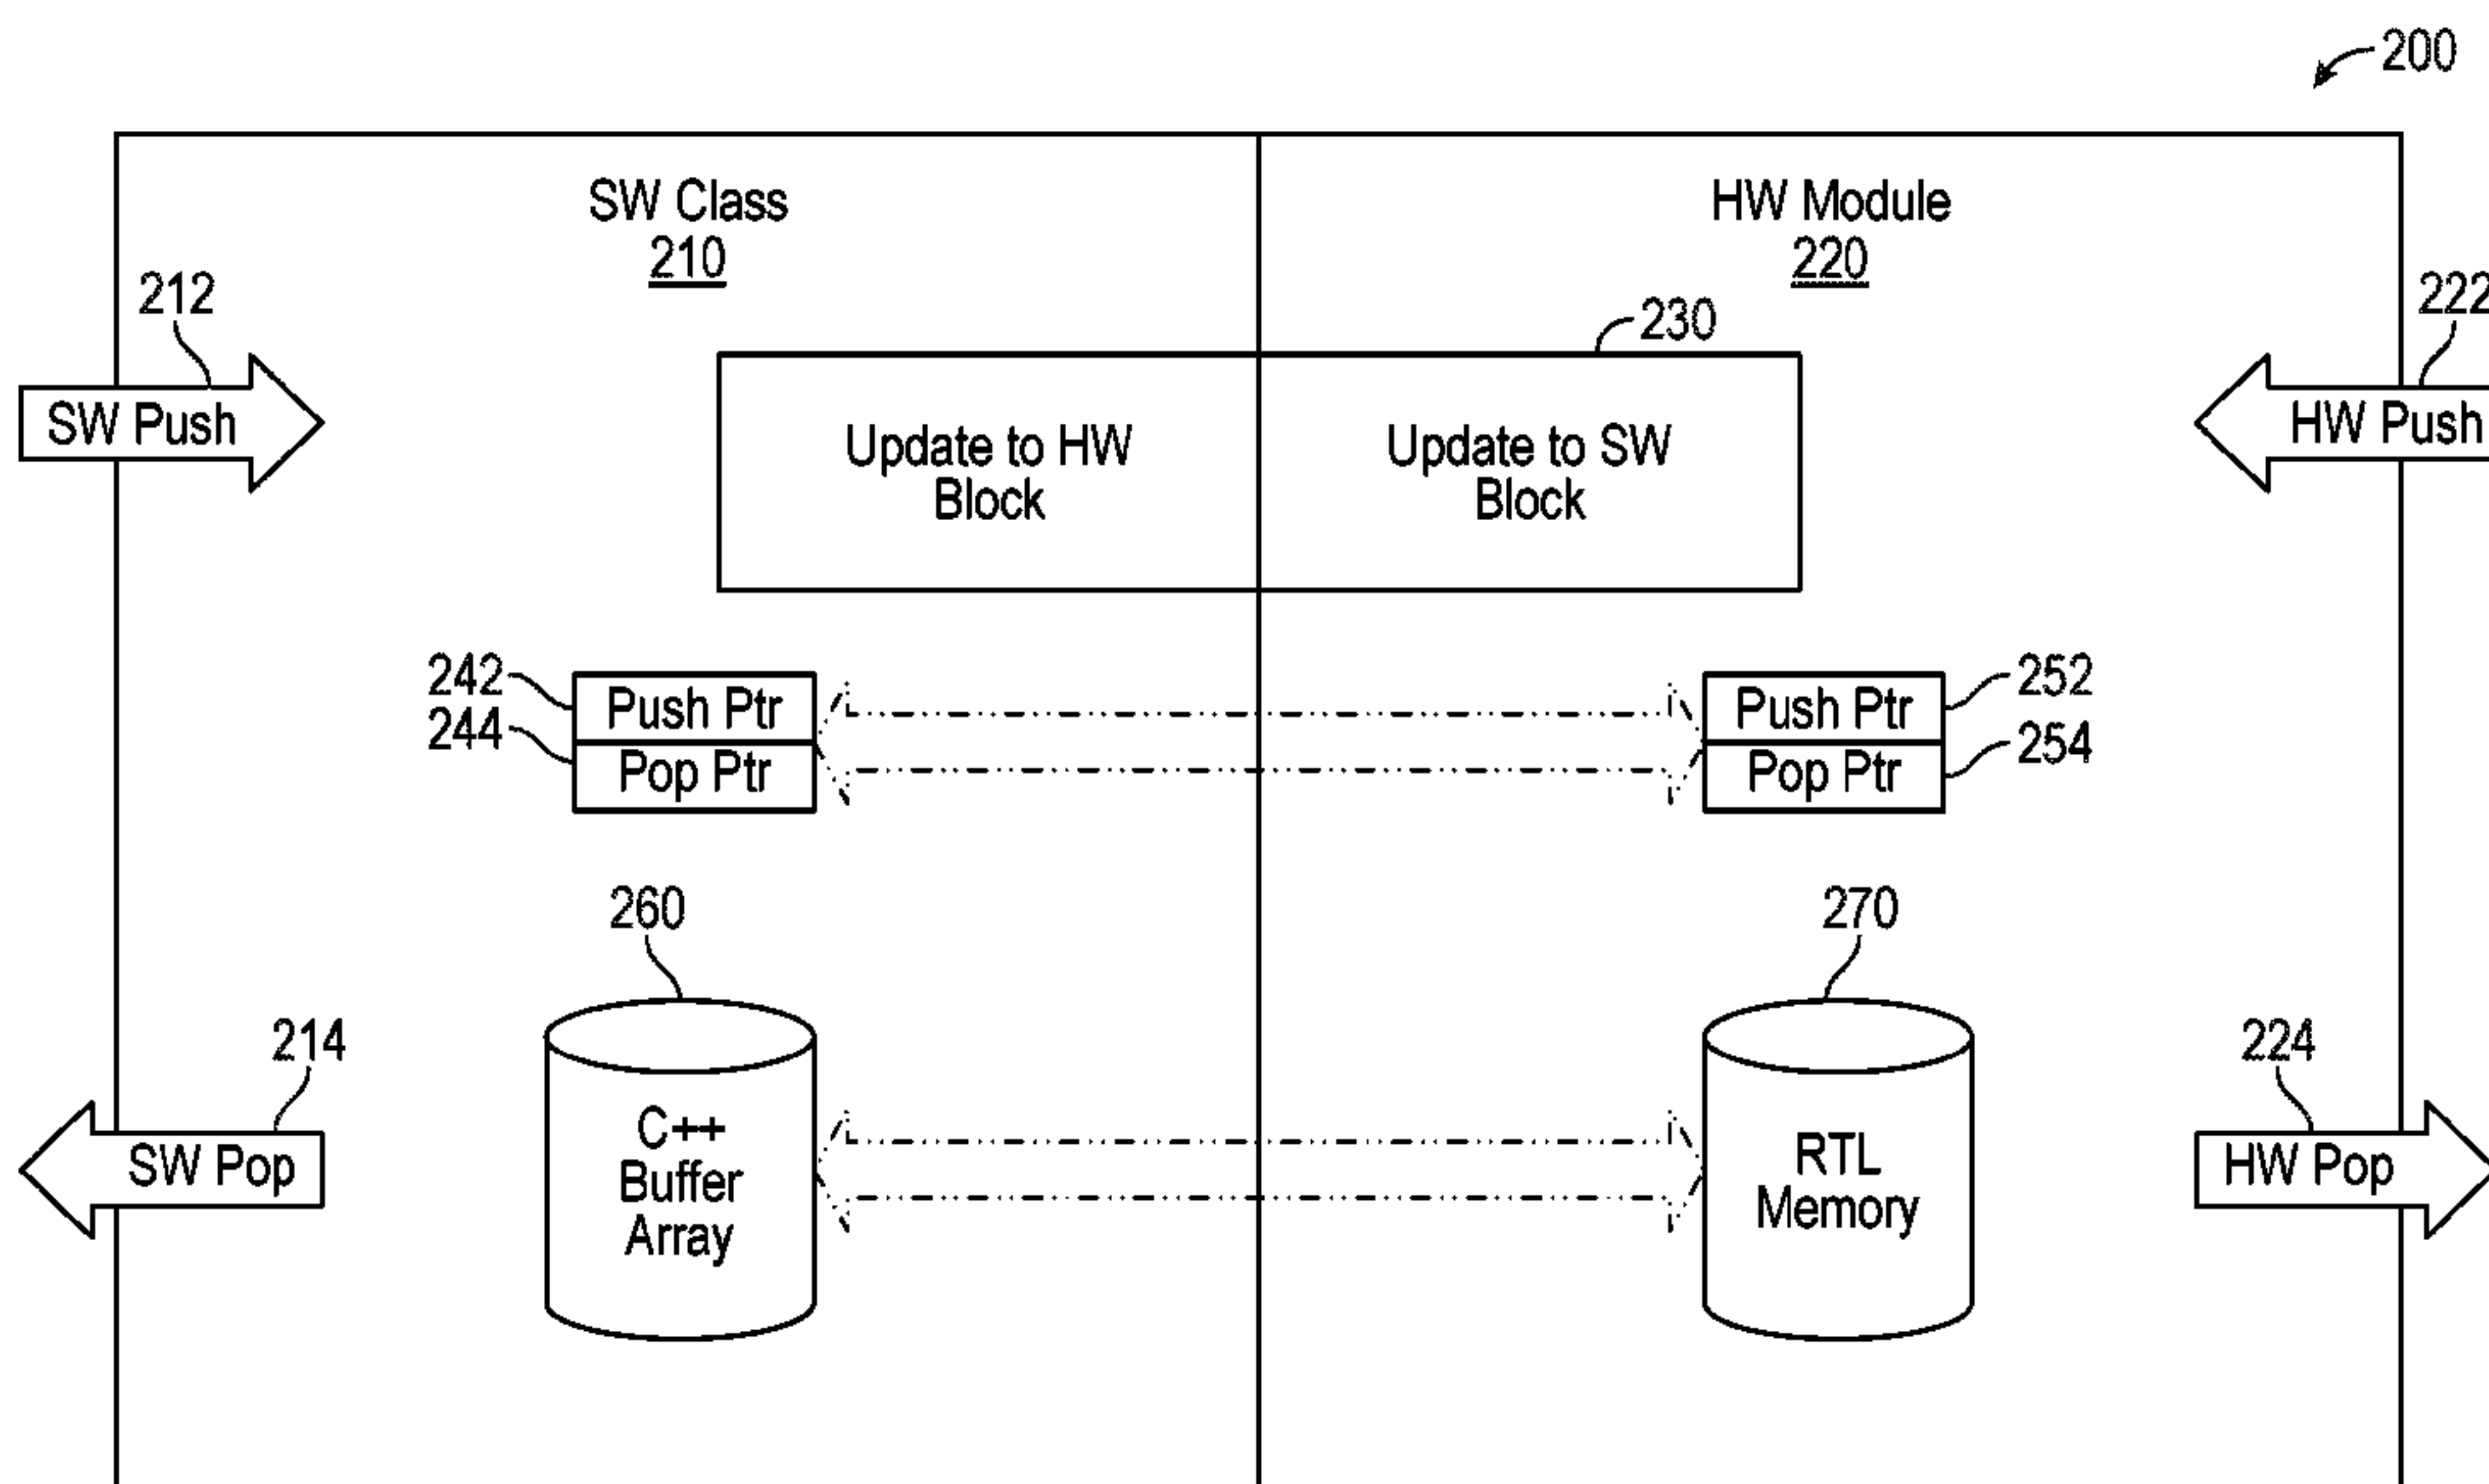 200
SW Class
210
HW Module
220
212
222
230
SW Push
HW Push
Update to HW
Block
Update to SW
Block
242
244
Push Ptr
Pop Ptr
Push Ptr
Pop Ptr
252
254
260
270
214
224
SW Pop
C++
Buffer
Array
RTL
Memory
HW Pop